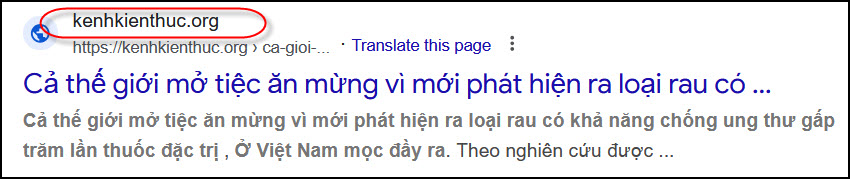 kenhkienthuc.org
https://kenhkienthuc.org › ca-gioi-... · Translate this page
Cả thế giới mở tiệc ăn mừng vì mới phát hiện ra loại rau có ...
Cả thế giới mở tiệc ăn mừng vì mới phát hiện ra loại rau có khả năng chống ung thư gấp
trăm lần thuốc đặc trị , Ở Việt Nam mọc đầy ra. Theo nghiên cứu được ...